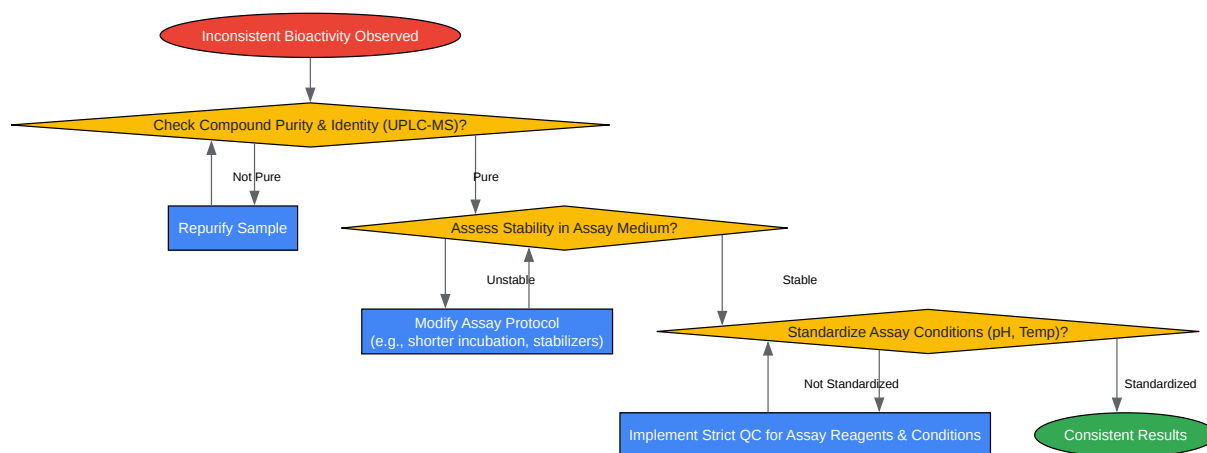 Inconsistent Bioactivity Observed
Check Compound Purity & Identity (UPLC-MS)?
Not Pure
Pure
Repurify Sample
Assess Stability in Assay Medium?
Unstable
Stable
Modify Assay Protocol
(e.g., shorter incubation, stabilizers)
Standardize Assay Conditions (pH, Temp)?
Not Standardized
Standardized
Implement Strict QC for Assay Reagents & Conditions
Consistent Results